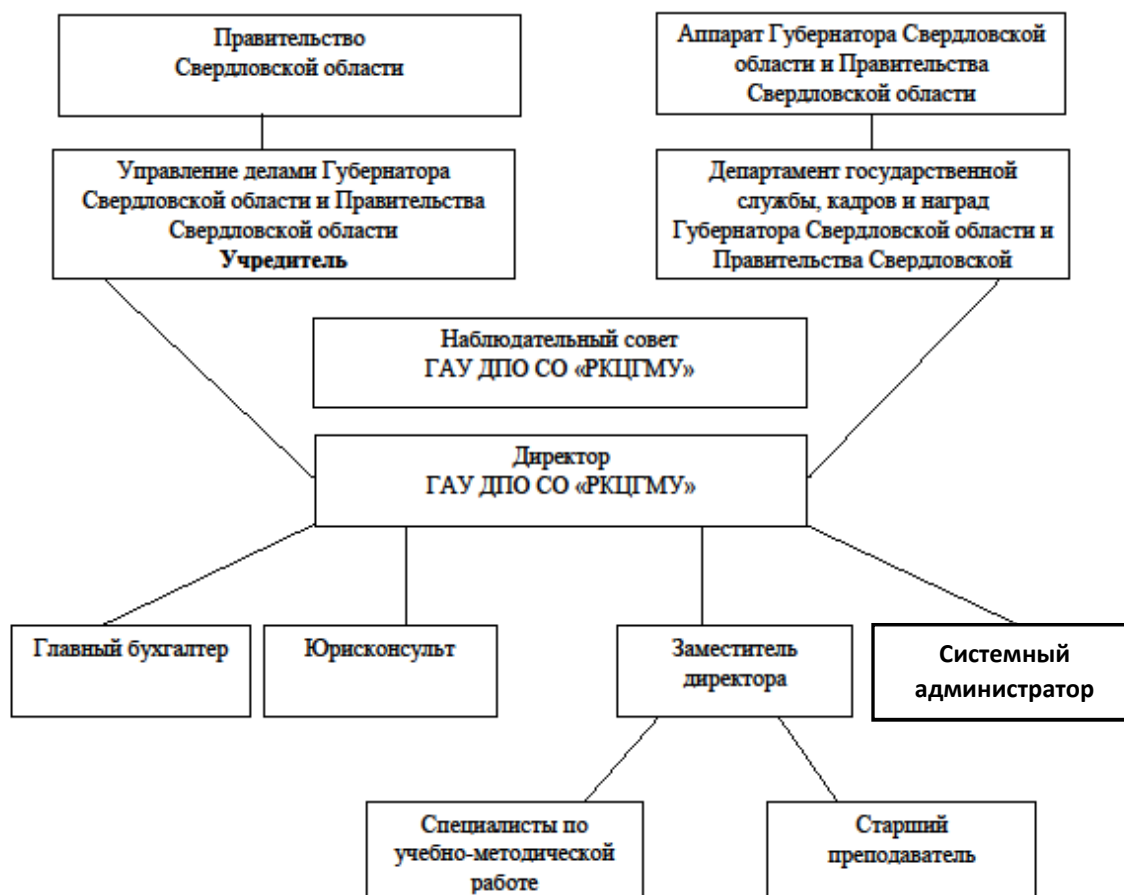 Правительство
Свердловской области
Аппарат Губернатора Свердловской
области и Правительства
Свердловской области
Управление делами Губернатора
Свердловской области и Правительства
Свердловской области
Учредитель
Департамент государственной
службы, кадров и наград
Губернатора Свердловской области и
Правительства Свердловской
Наблюдательный совет
ГАУ ДПО СО «РКЦГМУ»
Директор
ГАУ ДПО СО «РКЦГМУ»
Главный бухгалтер
Юрисконсульт
Заместитель
директора
Системный
администратор
Специалисты по
учебно-методической
работе
Старший
преподаватель